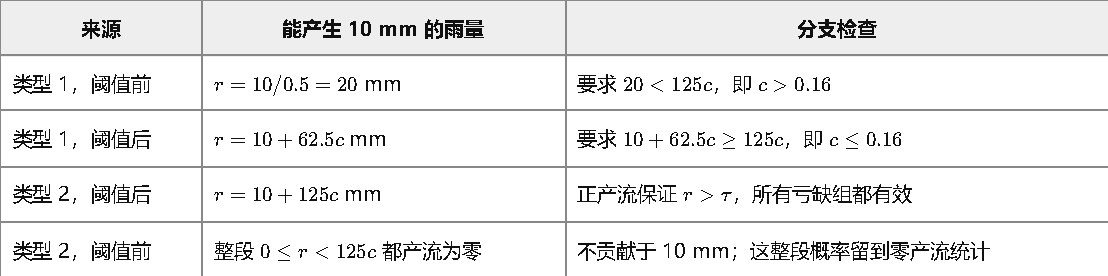 来源 能产生 10 mm 的雨量 分支检查
类型 1，阈值前 r = 10/0.5 = 20 mm 要求 20 < 125c，即 c > 0.16
类型 1，阈值后 r = 10 + 62.5c mm 要求 10 + 62.5c ≥ 125c，即 c ≤ 0.16
类型 2，阈值后 r = 10 + 125c mm 正产流保证 r > τ，所有亏缺组都有效
类型 2，阈值前 整段 0 ≤ r < 125c 都产流为零 不贡献于 10 mm；这整段概率留到零产流统计